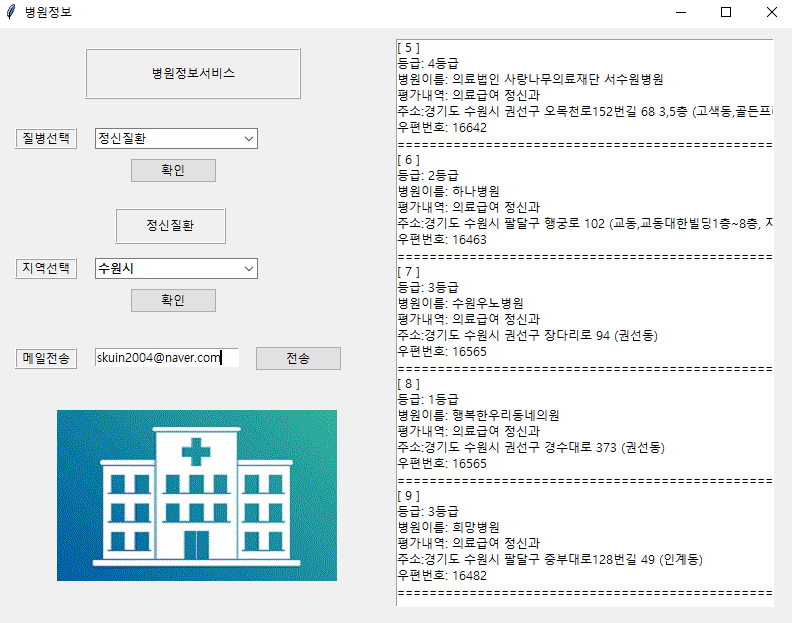 병원정보
병원정보서비스
질병선택 정신질환
확인
정신질환
지역선택 수원시
확인
메일전송 skuin2004@naver.com 전송
[ 5 ]
등급: 4등급
병원이름: 의료법인 사랑나무의료재단 서수원병원
평가내역: 의료급여 정신과
주소:경기도 수원시 권선구 오목천로152번길 68 3,5층 (고색동,골든프
우편번호: 16642
===============================================
[ 6 ]
등급: 2등급
병원이름: 하나병원
평가내역: 의료급여 정신과
주소:경기도 수원시 팔달구 행궁로 102 (교동,교동대한빌딩1층~8층, 지
우편번호: 16463
===============================================
[ 7 ]
등급: 3등급
병원이름: 수원우노병원
평가내역: 의료급여 정신과
주소:경기도 수원시 권선구 장다리로 94 (권선동)
우편번호: 16565
===============================================
[ 8 ]
등급: 1등급
병원이름: 행복한우리동네의원
평가내역: 의료급여 정신과
주소:경기도 수원시 권선구 경수대로 373 (권선동)
우편번호: 16565
===============================================
[ 9 ]
등급: 3등급
병원이름: 희망병원
평가내역: 의료급여 정신과
주소:경기도 수원시 팔달구 중부대로128번길 49 (인계동)
우편번호: 16482
===============================================